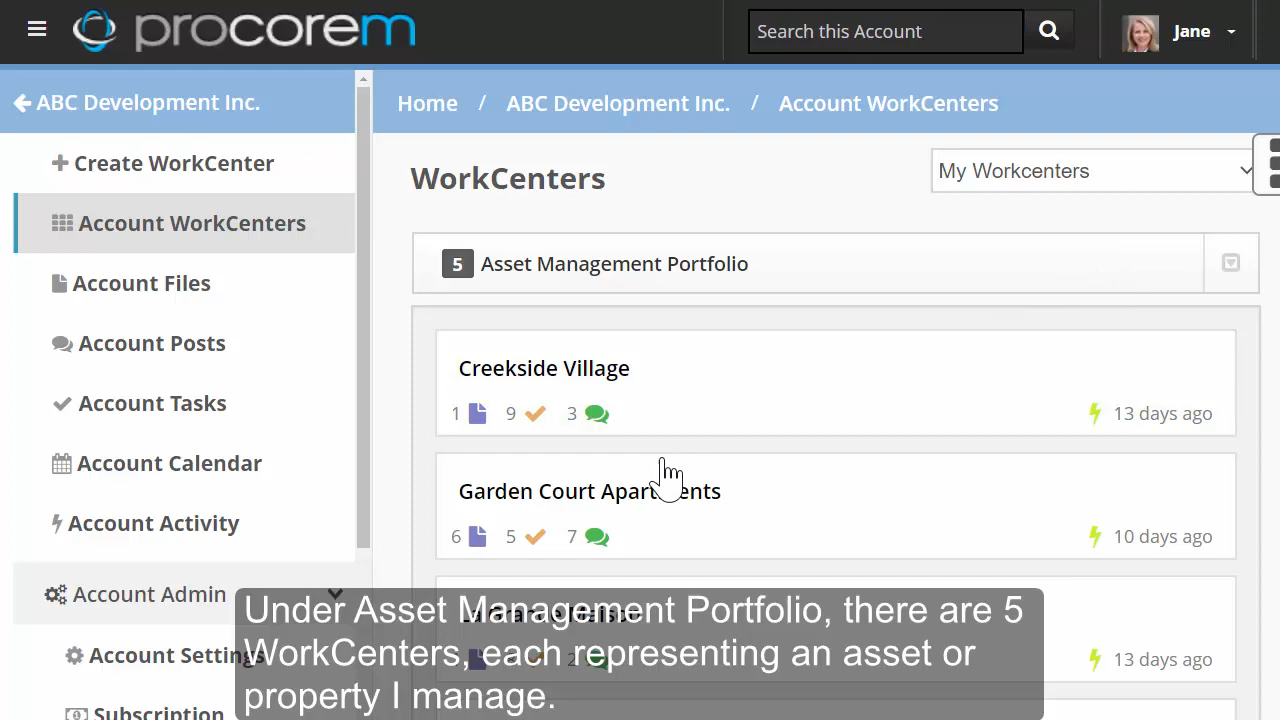 procorem
Search this Account
Jane
ABC Development Inc.
Home / ABC Development Inc. / Account WorkCenters
Create WorkCenter
Account WorkCenters
Account Files
Account Posts
Account Tasks
Account Calendar
Account Activity
Account Admin
Account Settings
Subscription
WorkCenters
My Workcenters
5 Asset Management Portfolio
Creekside Village
1 9 3 13 days ago
Garden Court Apartments
6 5 7 10 days ago
13 days ago
Under Asset Management Portfolio, there are 5
WorkCenters, each representing an asset or
property I manage.